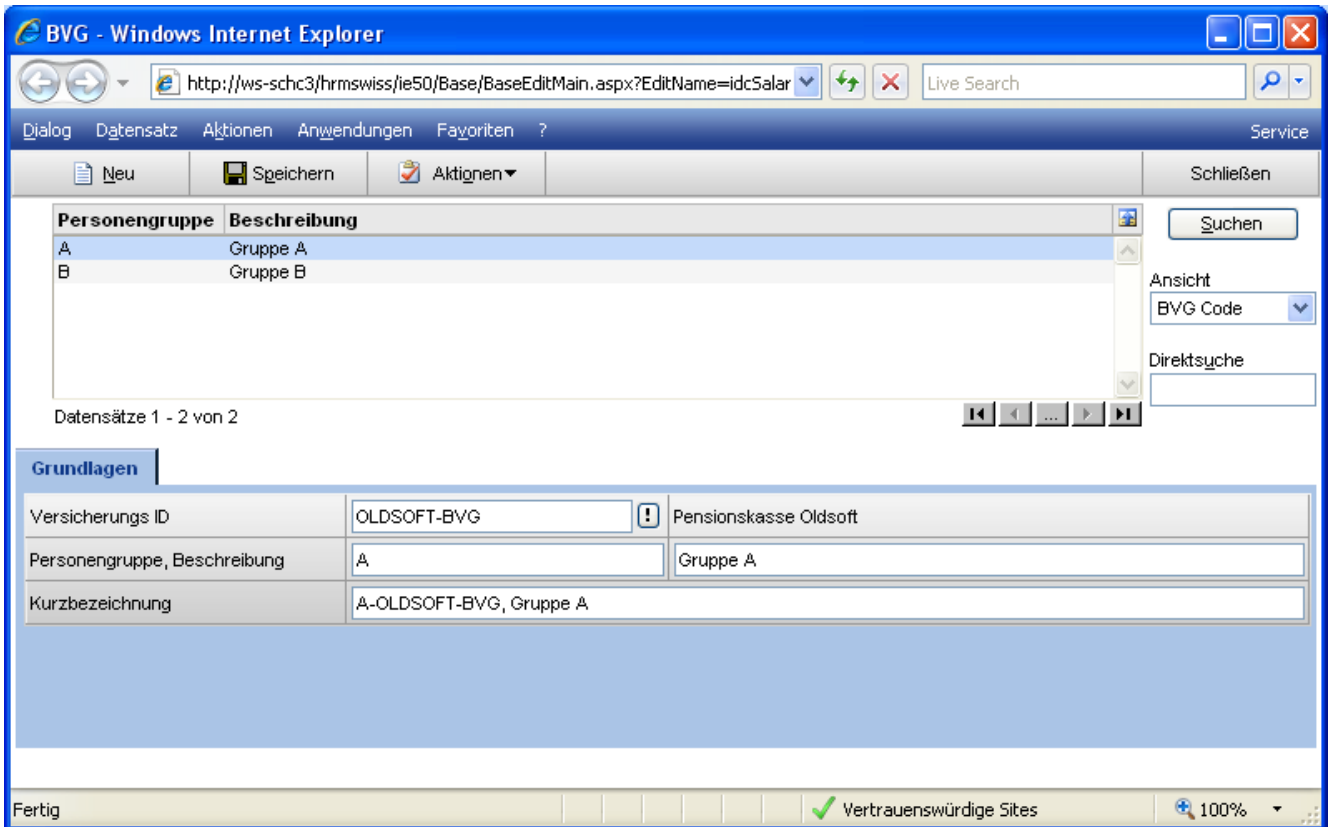 BVG - Windows Internet Explorer
http://ws-schc3/hrmswiss/ie50/Base/BaseEditMain.aspx?EditName=idcSalar
Live Search
Dialog Datensatz Aktionen Anwendungen Favoriten ? Service
Neu Speichern Aktionen Schließen
Personengruppe Beschreibung
Suchen
A Gruppe A
B Gruppe B
Ansicht
BVG Code
Direktsuche
Datensätze 1 - 2 von 2
...
Grundlagen
Versicherungs ID OLDSOFT-BVG ! Pensionskasse Oldsoft
Personengruppe, Beschreibung A Gruppe A
Kurzbezeichnung A-OLDSOFT-BVG, Gruppe A
Fertig Vertrauenswürdige Sites 100%